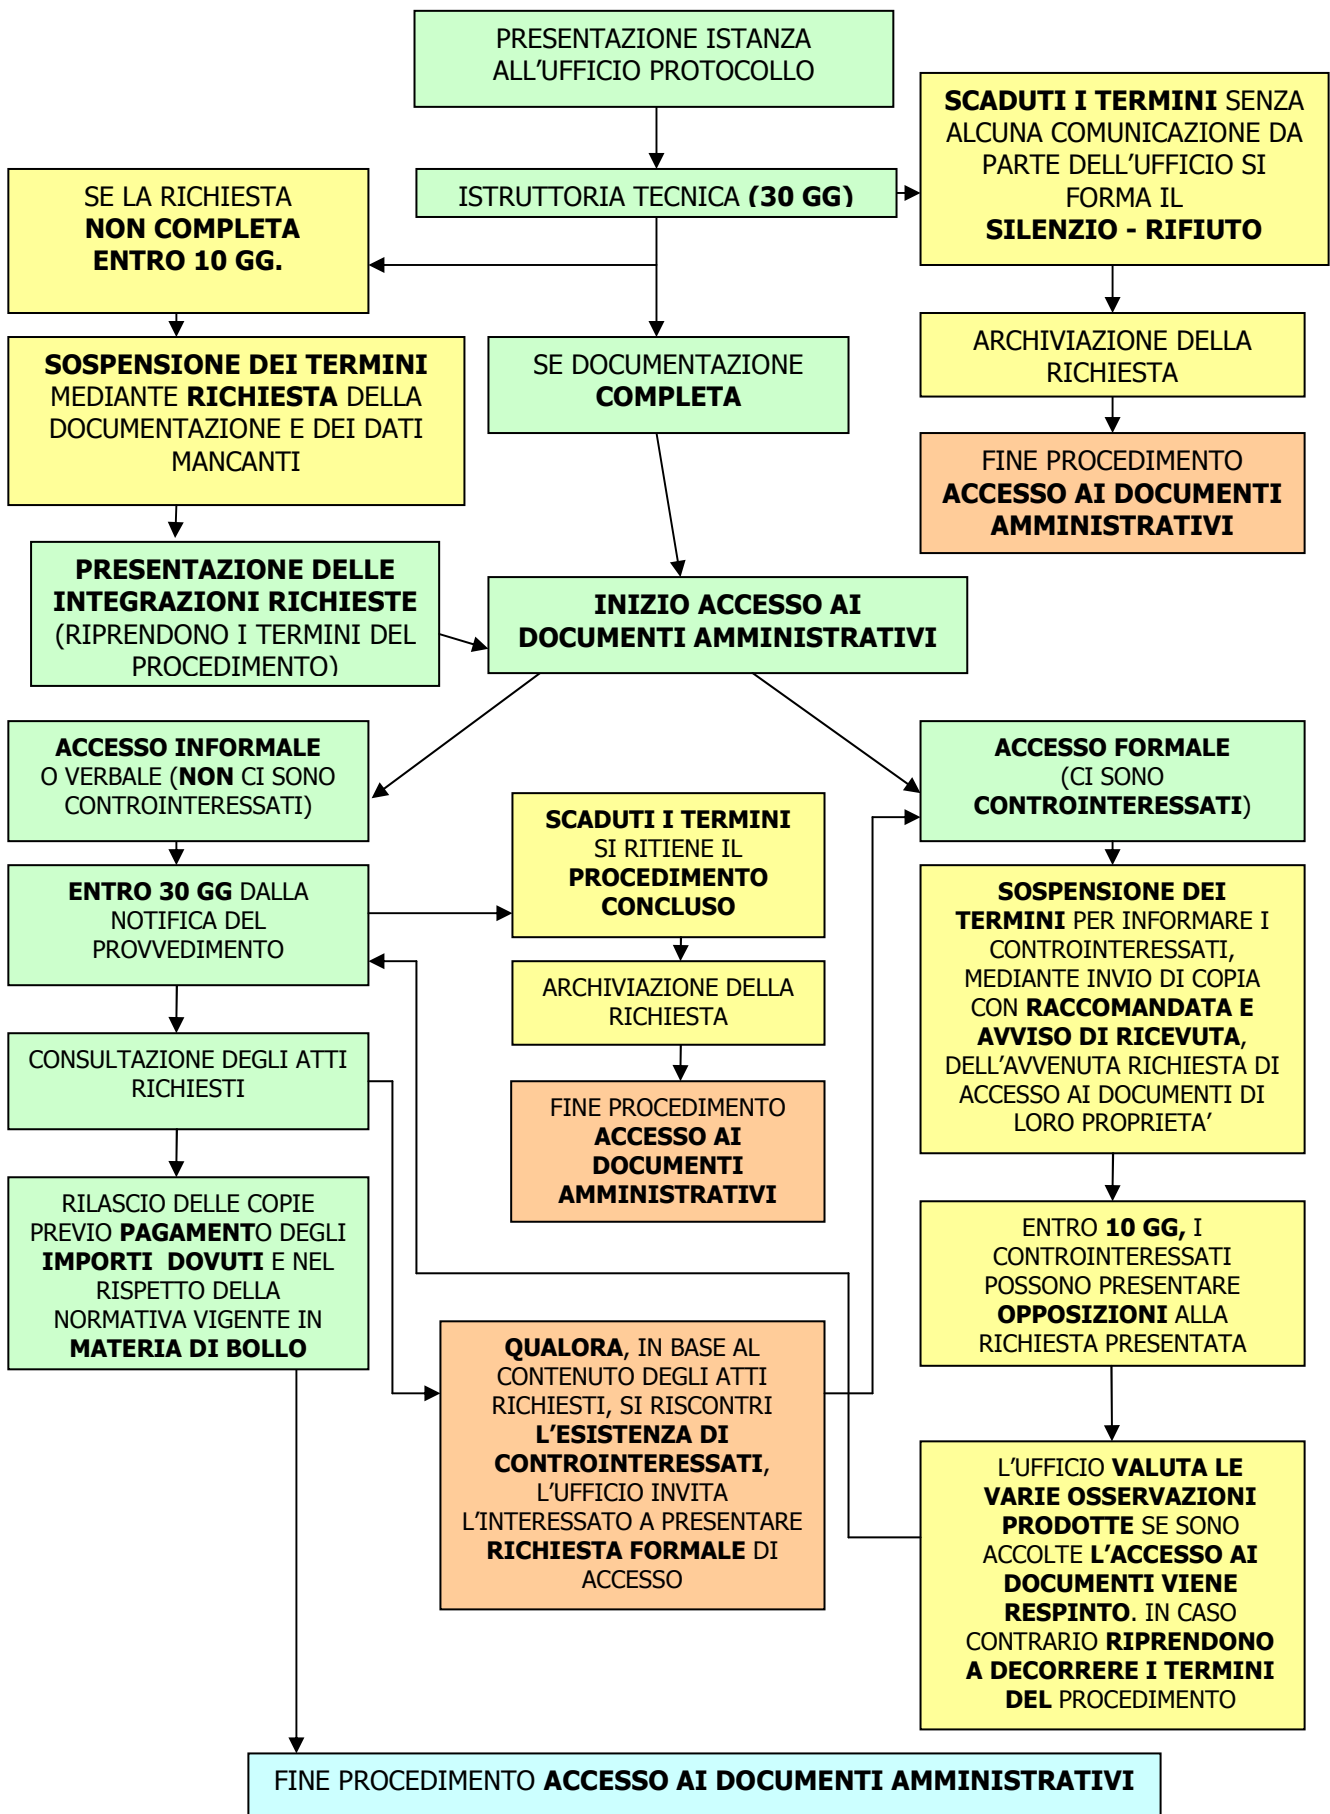 PRESENTAZIONE ISTANZA
ALL'UFFICIO PROTOCOLLO
SCADUTI I TERMINI SENZA
ALCUNA COMUNICAZIONE DA
PARTE DELL'UFFICIO SI
FORMA IL
SILENZIO - RIFIUTO
ISTRUTTORIA TECNICA (30 GG)
SE LA RICHIESTA
NON COMPLETA
ENTRO 10 GG.
ARCHIVIAZIONE DELLA
RICHIESTA
SOSPENSIONE DEI TERMINI
MEDIANTE RICHIESTA DELLA
DOCUMENTAZIONE E DEI DATI
MANCANTI
SE DOCUMENTAZIONE
COMPLETA
FINE PROCEDIMENTO
ACCESSO AI DOCUMENTI
AMMINISTRATIVI
PRESENTAZIONE DELLE
INTEGRAZIONI RICHIESTE
(RIPRENDONO I TERMINI DEL
PROCEDIMENTO)
INIZIO ACCESSO AI
DOCUMENTI AMMINISTRATIVI
ACCESSO INFORMALE
O VERBALE (NON CI SONO
CONTROINTERESSATI)
ACCESSO FORMALE
(CI SONO
CONTROINTERESSATI)
SCADUTI I TERMINI
SI RITIENE IL
PROCEDIMENTO
CONCLUSO
ENTRO 30 GG DALLA
NOTIFICA DEL
PROVVEDIMENTO
SOSPENSIONE DEI
TERMINI PER INFORMARE I
CONTROINTERESSATI,
MEDIANTE INVIO DI COPIA
CON RACCOMANDATA E
AVVISO DI RICEVUTA,
DELL'AVVENUTA RICHIESTA DI
ACCESSO AI DOCUMENTI DI
LORO PROPRIETA'
ARCHIVIAZIONE DELLA
RICHIESTA
CONSULTAZIONE DEGLI ATTI
RICHIESTI
FINE PROCEDIMENTO
ACCESSO AI
DOCUMENTI
AMMINISTRATIVI
RILASCIO DELLE COPIE
PREVIO PAGAMENTO DEGLI
IMPORTI DOVUTI E NEL
RISPETTO DELLA
NORMATIVA VIGENTE IN
MATERIA DI BOLLO
ENTRO 10 GG, I
CONTROINTERESSATI
POSSONO PRESENTARE
OPPOSIZIONI ALLA
RICHIESTA PRESENTATA
QUALORA, IN BASE AL
CONTENUTO DEGLI ATTI
RICHIESTI, SI RISCONTRI
L'ESISTENZA DI
CONTROINTERESSATI,
L'UFFICIO INVITA
L'INTERESSATO A PRESENTARE
RICHIESTA FORMALE DI
ACCESSO
L'UFFICIO VALUTA LE
VARIE OSSERVAZIONI
PRODOTTE SE SONO
ACCOLTE L'ACCESSO AI
DOCUMENTI VIENE
RESPINTO. IN CASO
CONTRARIO RIPRENDONO
A DECORRERE I TERMINI
DEL PROCEDIMENTO
FINE PROCEDIMENTO ACCESSO AI DOCUMENTI AMMINISTRATIVI